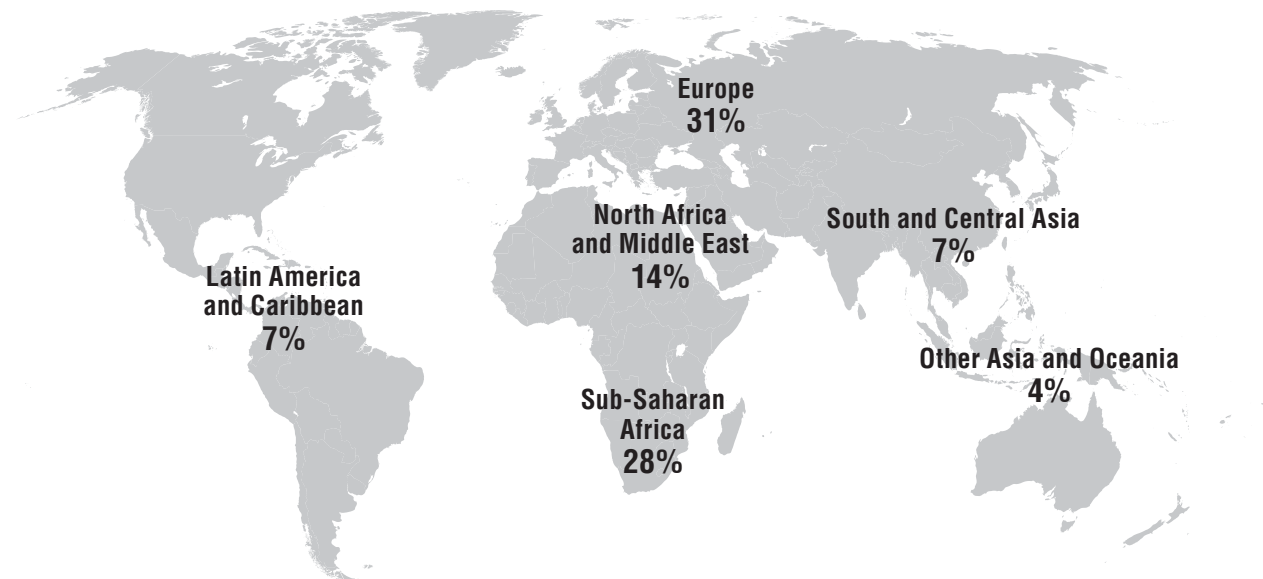 Europe
31%
North Africa
and Middle East
14%
South and Central Asia
7%
Latin America
and Caribbean
7%
Other Asia and Oceania
4%
Sub-Saharan
Africa
28%